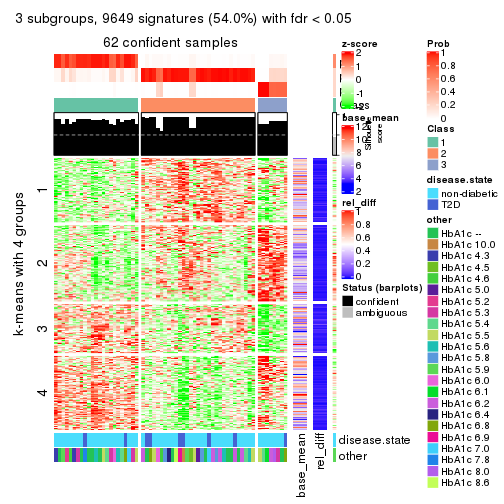 3 subgroups, 9649 signatures (54.0%) with fdr < 0.05
62 confident samples
k-means with 4 groups
1
2
3
4
base_mean
rel_diff
disease.state
other
Silhouette
score
z-score
2
1
0
-1
-2
base_mean
12
10
8
6
4
2
rel_diff
1
0.8
0.6
0.4
0.2
0
Status (barplots)
confident
ambiguous
Prob
1
0.8
0.6
0.4
0.2
0
Class
1
2
3
disease.state
non-diabetic
T2D
other
HbA1c --
HbA1c 10.0
HbA1c 4.3
HbA1c 4.5
HbA1c 4.6
HbA1c 5.0
HbA1c 5.2
HbA1c 5.3
HbA1c 5.4
HbA1c 5.5
HbA1c 5.6
HbA1c 5.8
HbA1c 5.9
HbA1c 6.0
HbA1c 6.1
HbA1c 6.2
HbA1c 6.4
HbA1c 6.8
HbA1c 6.9
HbA1c 7.0
HbA1c 7.8
HbA1c 8.0
HbA1c 8.6